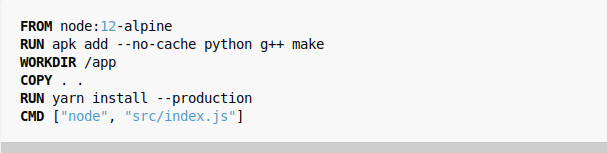 FROM node:12-alpine
RUN apk add --no-cache python g++ make
WORKDIR /app
COPY . .
RUN yarn install --production
CMD ["node", "src/index.js"]